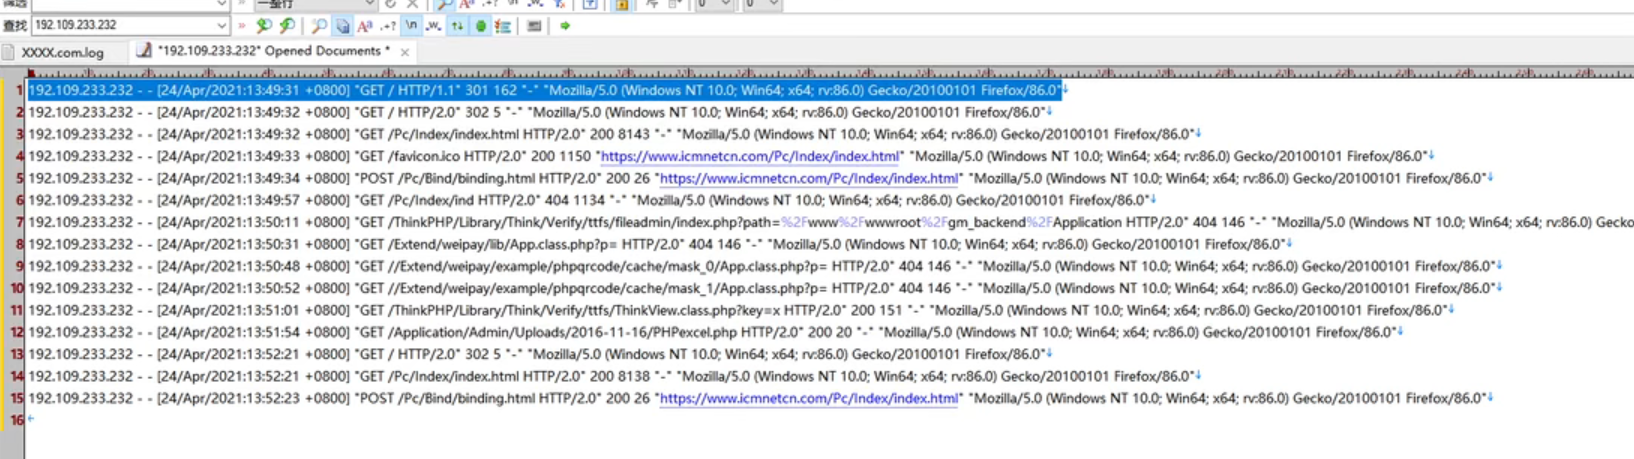 查找 192.109.233.232
XXXX.com.log *192.109.233.232* Opened Documents *
1 192.109.233.232 - - [24/Apr/2021:13:49:31 +0800] "GET / HTTP/1.1" 301 162 "-" "Mozilla/5.0 (Windows NT 10.0; Win64; x64; rv:86.0) Gecko/20100101 Firefox/86.0"
2 192.109.233.232 - - [24/Apr/2021:13:49:32 +0800] "GET / HTTP/2.0" 302 5 "-" "Mozilla/5.0 (Windows NT 10.0; Win64; x64; rv:86.0) Gecko/20100101 Firefox/86.0"
3 192.109.233.232 - - [24/Apr/2021:13:49:32 +0800] "GET /Pc/Index/index.html HTTP/2.0" 200 8143 "-" "Mozilla/5.0 (Windows NT 10.0; Win64; x64; rv:86.0) Gecko/20100101 Firefox/86.0"
4 192.109.233.232 - - [24/Apr/2021:13:49:33 +0800] "GET /favicon.ico HTTP/2.0" 200 1150 "https://www.icmnetcn.com/Pc/Index/index.html" "Mozilla/5.0 (Windows NT 10.0; Win64; x64; rv:86.0) Gecko/20100101 Firefox/86.0"
5 192.109.233.232 - - [24/Apr/2021:13:49:34 +0800] "POST /Pc/Bind/binding.html HTTP/2.0" 200 26 "https://www.icmnetcn.com/Pc/Index/index.html" "Mozilla/5.0 (Windows NT 10.0; Win64; x64; rv:86.0) Gecko/20100101 Firefox/86.0"
6 192.109.233.232 - - [24/Apr/2021:13:49:57 +0800] "GET /Pc/Index/ind HTTP/2.0" 404 1134 "-" "Mozilla/5.0 (Windows NT 10.0; Win64; x64; rv:86.0) Gecko/20100101 Firefox/86.0"
7 192.109.233.232 - - [24/Apr/2021:13:50:11 +0800] "GET /ThinkPHP/Library/Think/Verify/ttfs/fileadmin/index.php?path=%2Fwww%2Fwwwroot%2Fgm_backend%2FApplication HTTP/2.0" 404 146 "-" "Mozilla/5.0 (Windows NT 10.0; Win64; x64; rv:86.0) Gecko/20100101 Firefo
8 192.109.233.232 - - [24/Apr/2021:13:50:31 +0800] "GET /Extend/weipay/lib/App.class.php?p= HTTP/2.0" 404 146 "-" "Mozilla/5.0 (Windows NT 10.0; Win64; x64; rv:86.0) Gecko/20100101 Firefox/86.0"
9 192.109.233.232 - - [24/Apr/2021:13:50:48 +0800] "GET //Extend/weipay/example/phpqrcode/cache/mask_0/App.class.php?p= HTTP/2.0" 404 146 "-" "Mozilla/5.0 (Windows NT 10.0; Win64; x64; rv:86.0) Gecko/20100101 Firefox/86.0"
10 192.109.233.232 - - [24/Apr/2021:13:50:52 +0800] "GET //Extend/weipay/example/phpqrcode/cache/mask_1/App.class.php?p= HTTP/2.0" 404 146 "-" "Mozilla/5.0 (Windows NT 10.0; Win64; x64; rv:86.0) Gecko/20100101 Firefox/86.0"
11 192.109.233.232 - - [24/Apr/2021:13:51:01 +0800] "GET /ThinkPHP/Library/Think/Verify/ttfs/ThinkView.class.php?key=x HTTP/2.0" 200 151 "-" "Mozilla/5.0 (Windows NT 10.0; Win64; x64; rv:86.0) Gecko/20100101 Firefox/86.0"
12 192.109.233.232 - - [24/Apr/2021:13:51:54 +0800] "GET /Application/Admin/Uploads/2016-11-16/PHPexcel.php HTTP/2.0" 200 20 "-" "Mozilla/5.0 (Windows NT 10.0; Win64; x64; rv:86.0) Gecko/20100101 Firefox/86.0"
13 192.109.233.232 - - [24/Apr/2021:13:52:21 +0800] "GET / HTTP/2.0" 302 5 "-" "Mozilla/5.0 (Windows NT 10.0; Win64; x64; rv:86.0) Gecko/20100101 Firefox/86.0"
14 192.109.233.232 - - [24/Apr/2021:13:52:21 +0800] "GET /Pc/Index/index.html HTTP/2.0" 200 8138 "-" "Mozilla/5.0 (Windows NT 10.0; Win64; x64; rv:86.0) Gecko/20100101 Firefox/86.0"
15 192.109.233.232 - - [24/Apr/2021:13:52:23 +0800] "POST /Pc/Bind/binding.html HTTP/2.0" 200 26 "https://www.icmnetcn.com/Pc/Index/index.html" "Mozilla/5.0 (Windows NT 10.0; Win64; x64; rv:86.0) Gecko/20100101 Firefox/86.0"
16